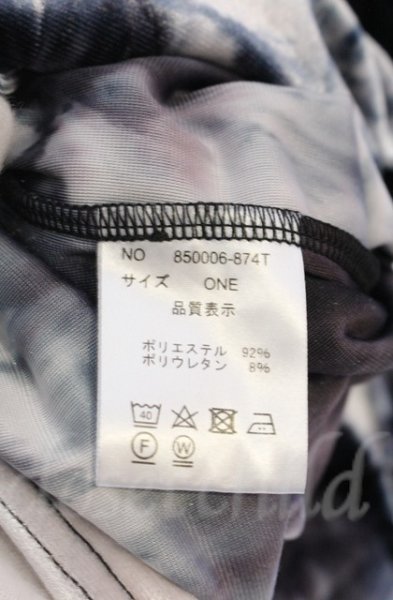 NO 850006-874T
サイズ ONE
品質表示
ポリエステル 92%
ポリウレタン 8%
40
F W